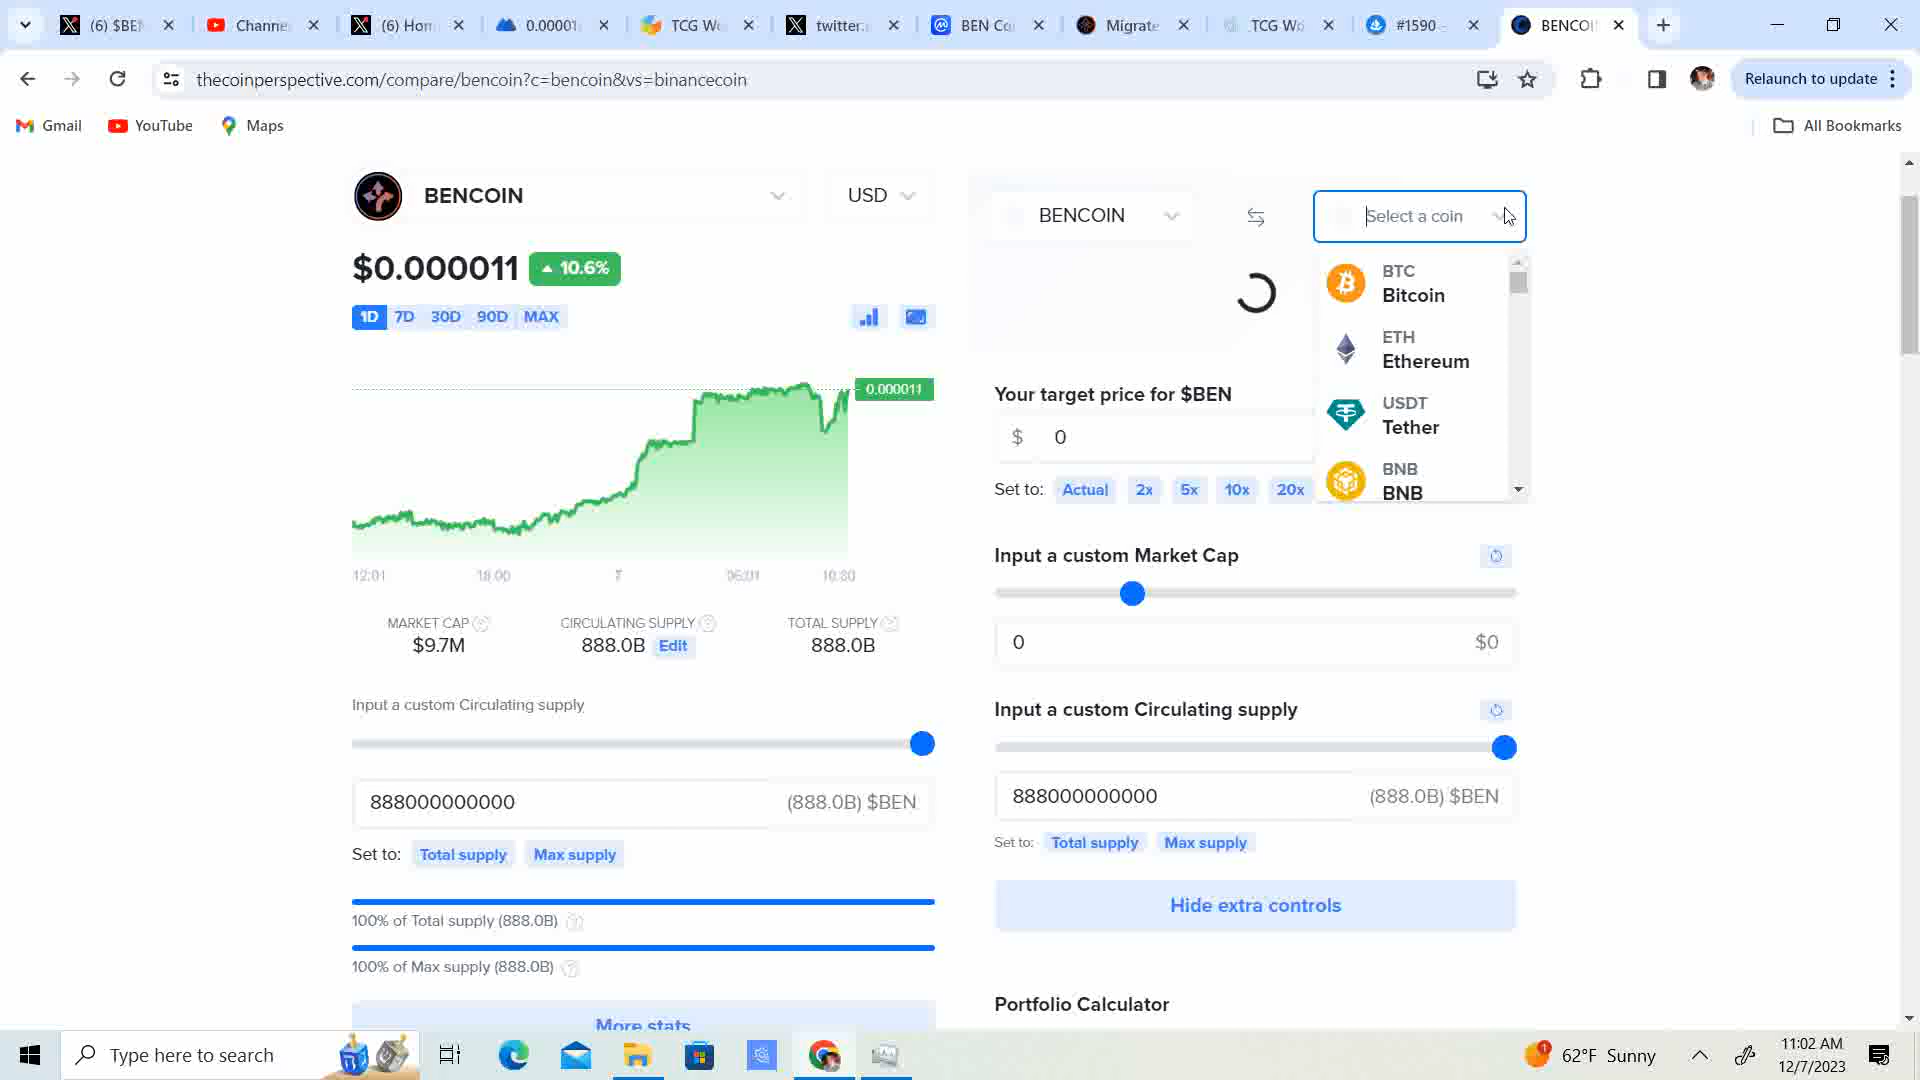 (6) $BEN
Channe
(6) Hom
0.00001
TCG Wo
twitter.
BEN Co
Migrate
TCG Wo
#1590 -
BENCOI
thecoinperspective.com/compare/bencoin?c=bencoin&vs=binancecoin
Relaunch to update
Gmail
YouTube
Maps
All Bookmarks
BENCOIN
USD
$0.000011
10.6%
1D 7D 30D 90D MAX
0.000011
12:01 18:00 7 06:01 10:30
MARKET CAP
$9.7M
CIRCULATING SUPPLY
888.0B Edit
TOTAL SUPPLY
888.0B
Input a custom Circulating supply
888000000000 (888.0B) $BEN
Set to: Total supply Max supply
100% of Total supply (888.0B)
100% of Max supply (888.0B)
More stats
BENCOIN
Select a coin
BTC
Bitcoin
ETH
Ethereum
USDT
Tether
BNB
BNB
Your target price for $BEN
$ 0
Set to: Actual 2x 5x 10x 20x
Input a custom Market Cap
0 $0
Input a custom Circulating supply
888000000000 (888.0B) $BEN
Set to: Total supply Max supply
Hide extra controls
Portfolio Calculator
Type here to search
1
62°F Sunny
11:02 AM
12/7/2023